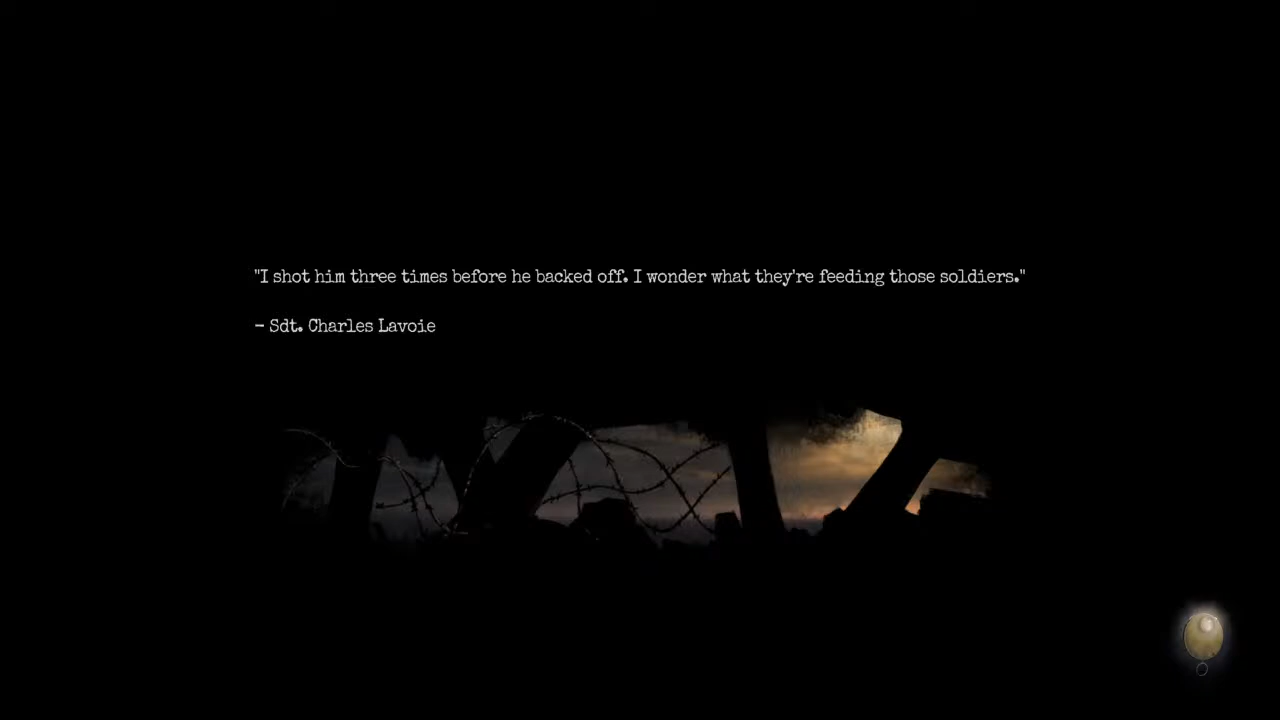 "I shot him three times before he backed off. I wonder what they're feeding those soldiers."
- Sdt. Charles Lavoie